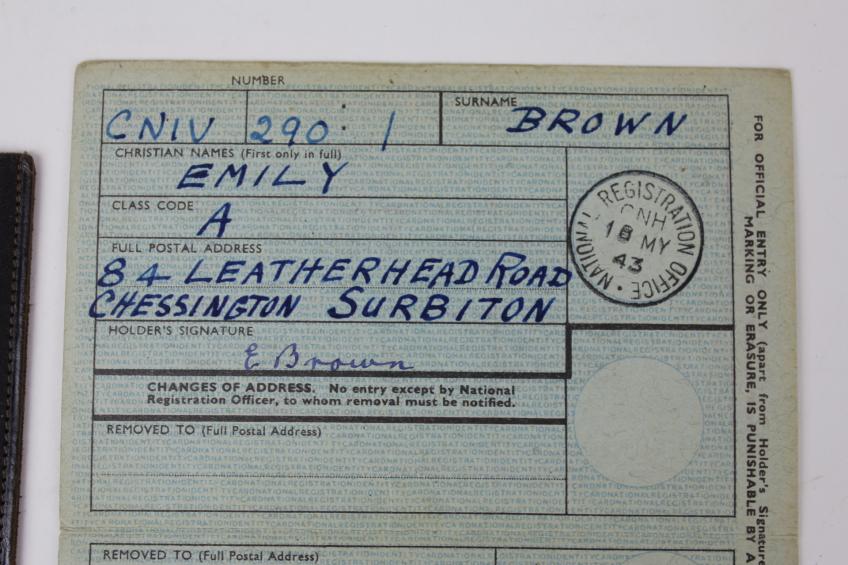 NUMBER
CNIV 290 : 1
SURNAME
BROWN
CHRISTIAN NAMES (First only in full)
EMILY
CLASS CODE
A
FULL POSTAL ADDRESS
84 LEATHERHEAD ROAD
CHESSINGTON SURBITON
HOLDER'S SIGNATURE
E Brown
NATIONAL REGISTRATION OFFICE
CNH
18 MY
43
CHANGES OF ADDRESS. No entry except by National
Registration Officer, to whom removal must be notified.
REMOVED TO (Full Postal Address)
REMOVED TO (Full Postal Address)
FOR OFFICIAL ENTRY ONLY (apart from Holder's Signature
MARKING OR ERASURE, IS PUNISHABLE BY A